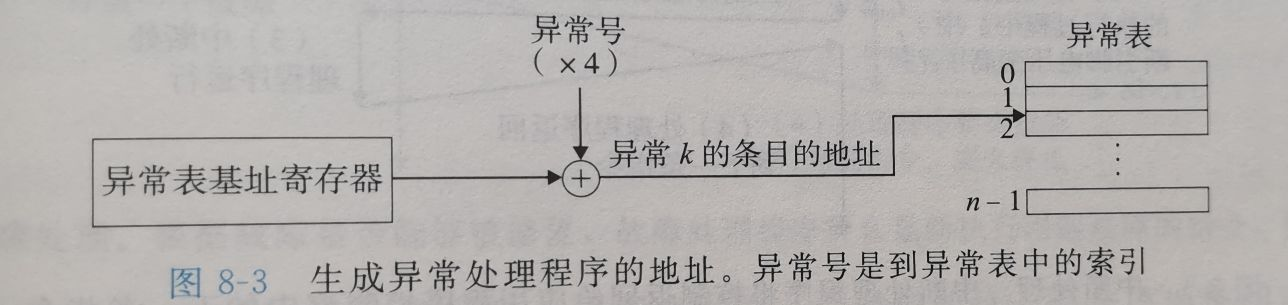 异常号
(×4)
异常表
0
1
2
⋮
n-1
异常表基址寄存器
+
异常 k 的条目的地址
图 8-3 生成异常处理程序的地址。异常号是到异常表中的索引